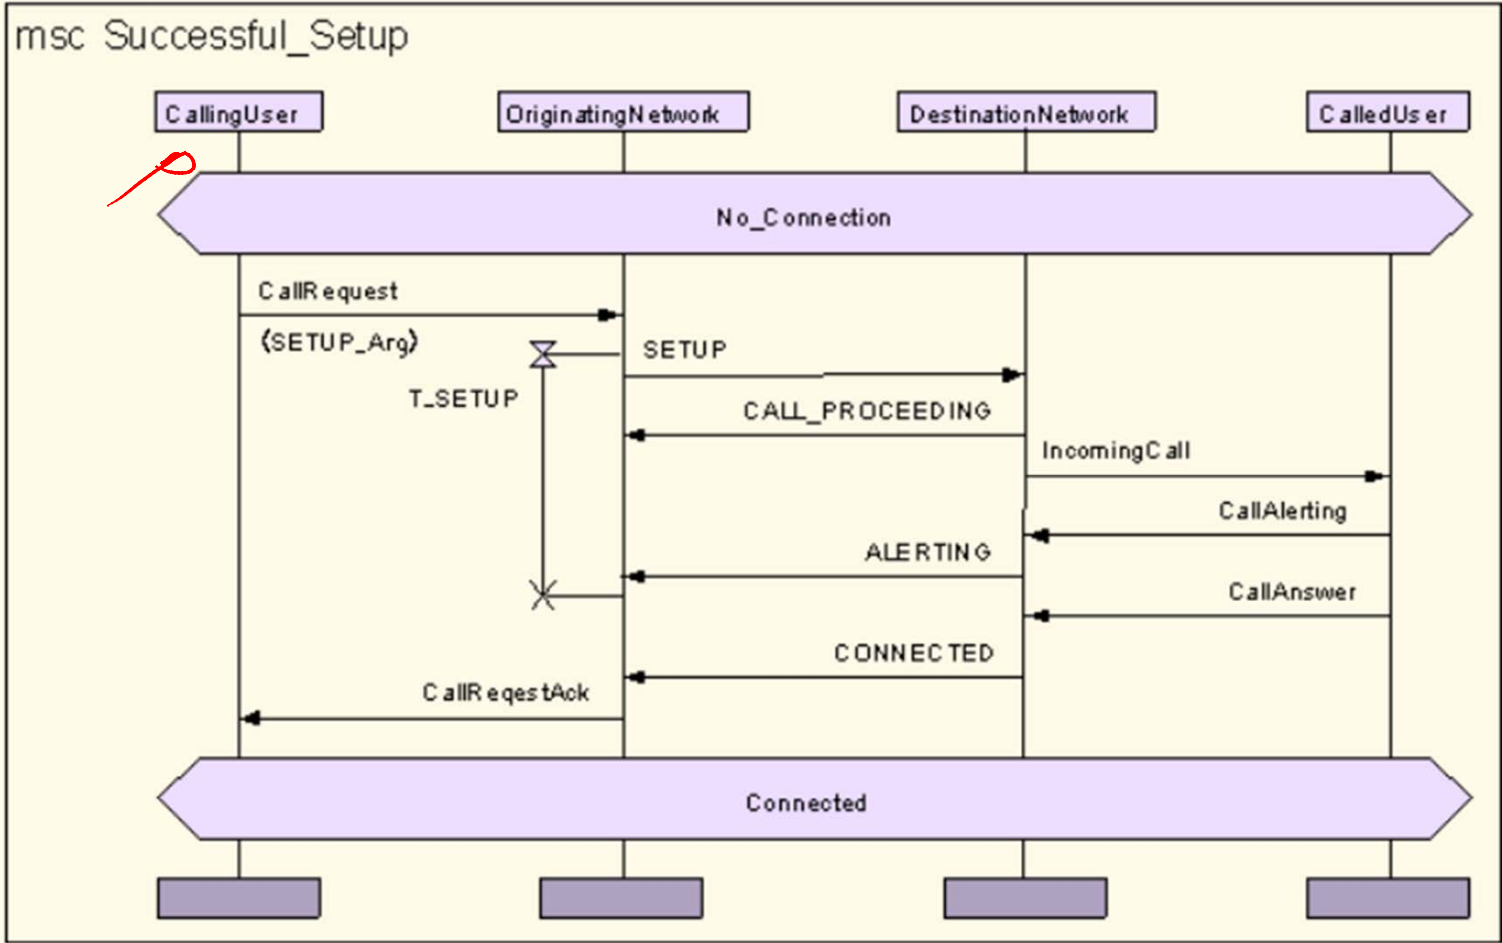 msc Successful_Setup
CallingUser
OriginatingNetwork
DestinationNetwork
CalledUser
No_Connection
CallRequest
(SETUP_Arg)
SETUP
T_SETUP
CALL_PROCEEDING
IncomingCall
CallAlerting
ALERTING
CallAnswer
CONNECTED
CallReqestAck
Connected